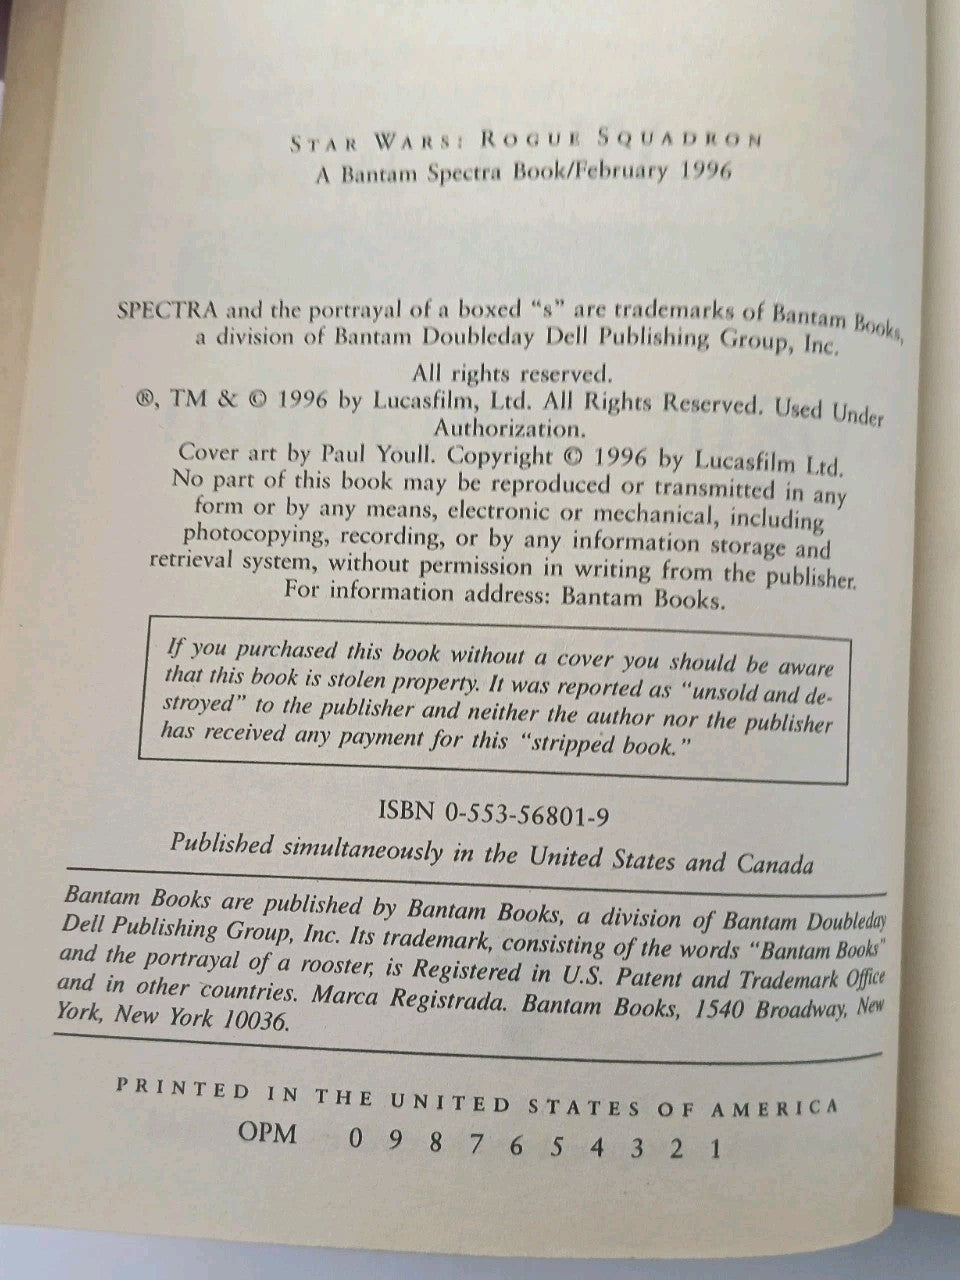 STAR WARS: ROGUE SQUADRON
A Bantam Spectra Book/February 1996
SPECTRA and the portrayal of a boxed “s” are trademarks of Bantam Books,
a division of Bantam Doubleday Dell Publishing Group, Inc.
All rights reserved.
®, TM & © 1996 by Lucasfilm, Ltd. All Rights Reserved. Used Under
Authorization.
Cover art by Paul Youll. Copyright © 1996 by Lucasfilm Ltd.
No part of this book may be reproduced or transmitted in any
form or by any means, electronic or mechanical, including
photocopying, recording, or by any information storage and
retrieval system, without permission in writing from the publisher.
For information address: Bantam Books.
If you purchased this book without a cover you should be aware
that this book is stolen property. It was reported as “unsold and de-
stroyed” to the publisher and neither the author nor the publisher
has received any payment for this “stripped book.”
ISBN 0-553-56801-9
Published simultaneously in the United States and Canada
Bantam Books are published by Bantam Books, a division of Bantam Doubleday
Dell Publishing Group, Inc. Its trademark, consisting of the words “Bantam Books”
and the portrayal of a rooster, is Registered in U.S. Patent and Trademark Office
and in other countries. Marca Registrada. Bantam Books, 1540 Broadway, New
York, New York 10036.
PRINTED IN THE UNITED STATES OF AMERICA
OPM 0 9 8 7 6 5 4 3 2 1